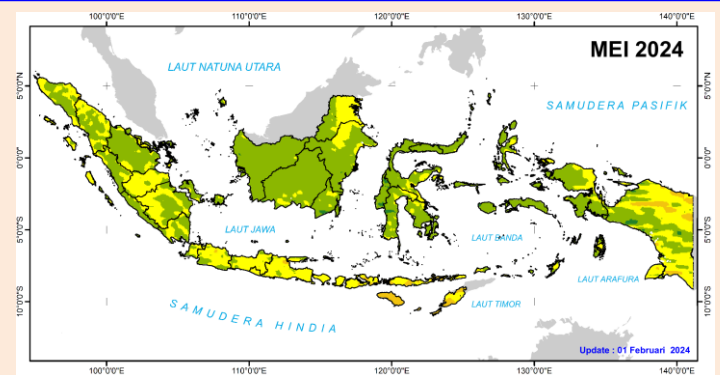 100°0'0"E 110°0'0"E 120°0'0"E 130°0'0"E 140°0'0"E
MEI 2024
LAUT NATUNA UTARA
SAMUDERA PASIFIK
5°0'0"N 5°0'0"N
0°0'0" 0°0'0"
LAUT JAWA
LAUT BANDA
5°0'0"S 5°0'0"S
LAUT ARAFURA
LAUT TIMOR
SAMUDERA HINDIA
10°0'0"S 10°0'0"S
Update : 01 Februari 2024
100°0'0"E 110°0'0"E 120°0'0"E 130°0'0"E 140°0'0"E